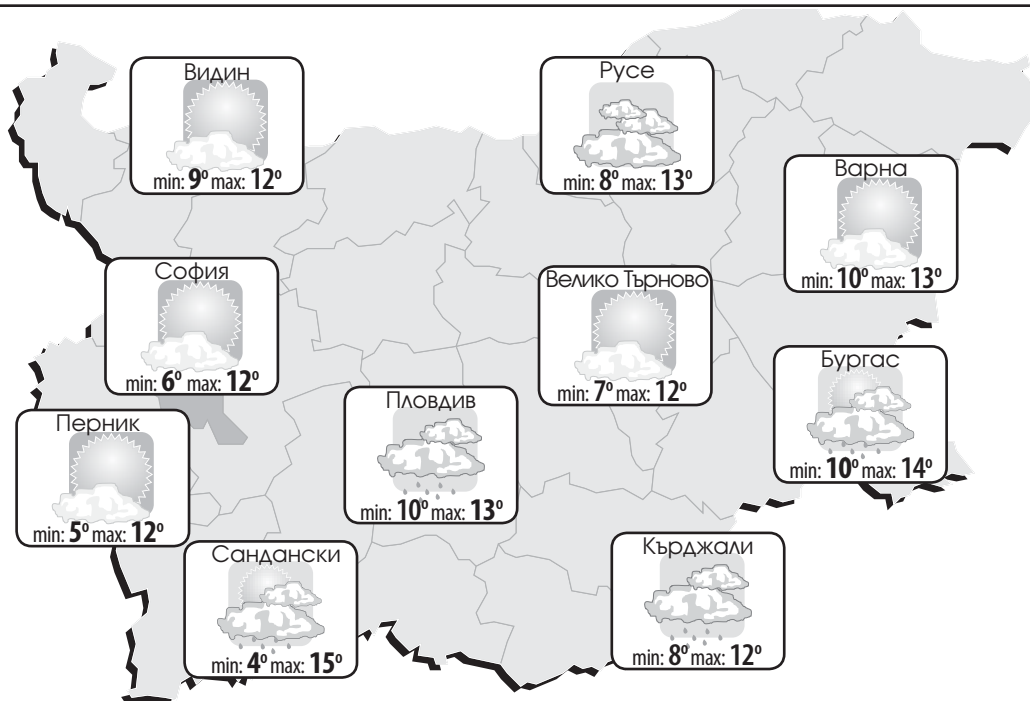 Видин
min: 9° max: 12°
Русе
min: 8° max: 13°
Варна
min: 10° max: 13°
София
min: 6° max: 12°
Велико Търново
min: 7° max: 12°
Бургас
min: 10° max: 14°
Пловдив
min: 10° max: 13°
Перник
min: 5° max: 12°
Сандански
min: 4° max: 15°
Кърджали
min: 8° max: 12°